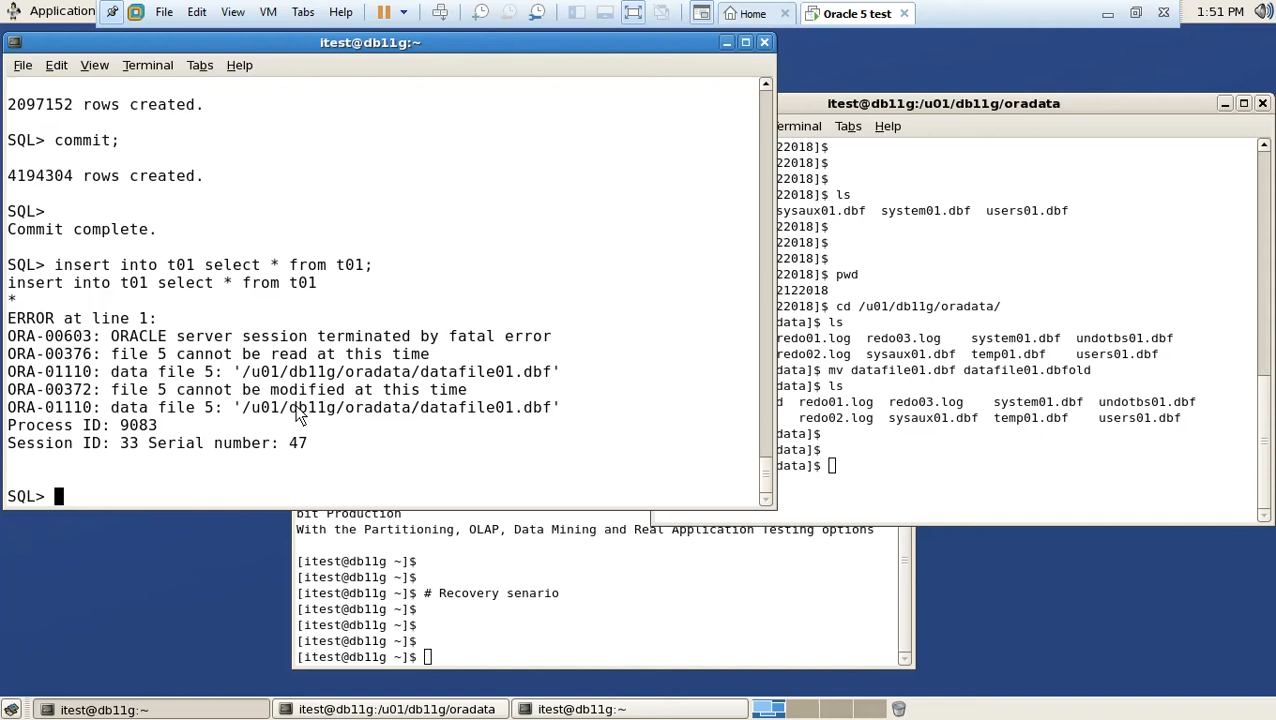 Application
File Edit View VM Tabs Help
Home
Oracle 5 test
1:51 PM
itest@db11g:~
File Edit View Terminal Tabs Help
2097152 rows created.
SQL> commit;
4194304 rows created.
SQL>
Commit complete.
SQL> insert into t01 select * from t01;
insert into t01 select * from t01
*
ERROR at line 1:
ORA-00603: ORACLE server session terminated by fatal error
ORA-00376: file 5 cannot be read at this time
ORA-01110: data file 5: '/u01/db11g/oradata/datafile01.dbf'
ORA-00372: file 5 cannot be modified at this time
ORA-01110: data file 5: '/u01/db11g/oradata/datafile01.dbf'
Process ID: 9083
Session ID: 33 Serial number: 47
SQL>
itest@db11g:/u01/db11g/oradata
Terminal Tabs Help
22018]$
22018]$
22018]$
22018]$ ls
sysaux01.dbf system01.dbf users01.dbf
22018]$
22018]$
22018]$
22018]$ pwd
2122018
22018]$ cd /u01/db11g/oradata/
data]$ ls
redo01.log redo03.log system01.dbf undotbs01.dbf
redo02.log sysaux01.dbf temp01.dbf users01.dbf
data]$ mv datafile01.dbf datafile01.dbfold
data]$ ls
d redo01.log redo03.log system01.dbf undotbs01.dbf
redo02.log sysaux01.dbf temp01.dbf users01.dbf
data]$
data]$
data]$
bit Production
With the Partitioning, OLAP, Data Mining and Real Application Testing options
[itest@db11g ~]$
[itest@db11g ~]$
[itest@db11g ~]$ # Recovery senario
[itest@db11g ~]$
[itest@db11g ~]$
[itest@db11g ~]$
[itest@db11g ~]$
itest@db11g:~
itest@db11g:/u01/db11g/oradata
itest@db11g:~